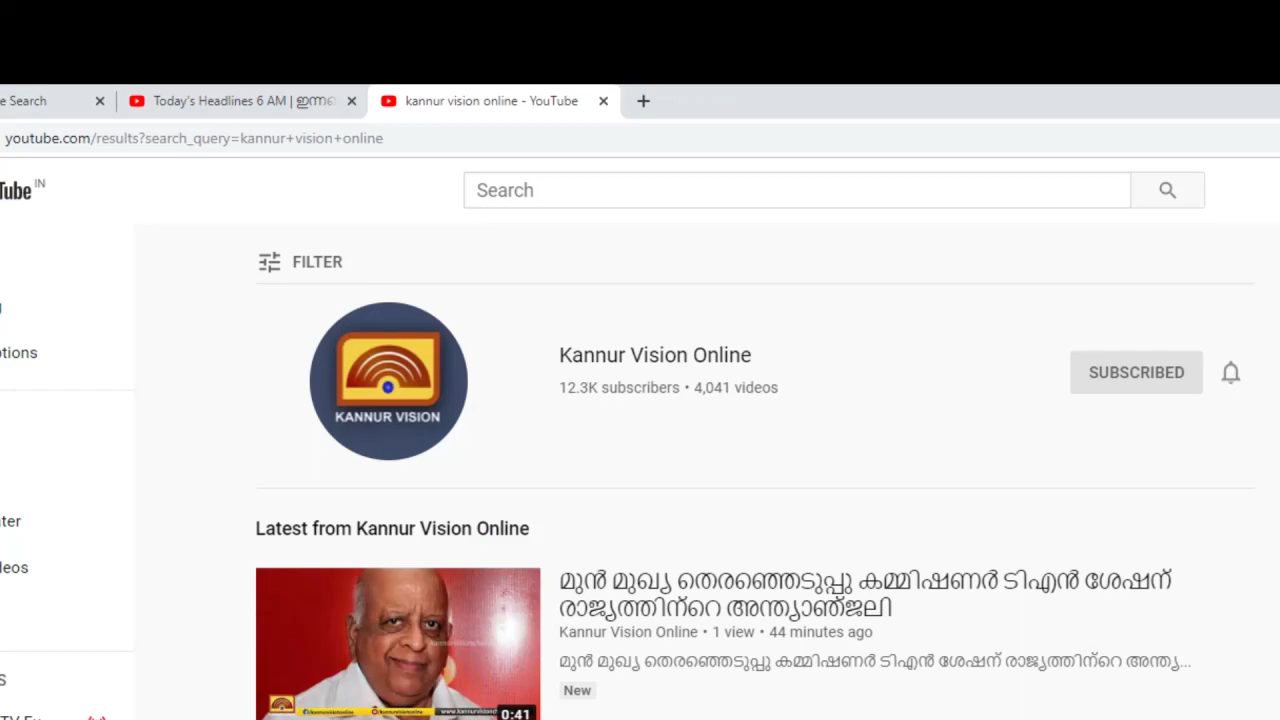 e Search
Today's Headlines 6 AM | ഇന്നെ
kannur vision online - YouTube
youtube.com/results?search_query=kannur+vision+online
Tube IN
Search
FILTER
ptions
KANNUR VISION
Kannur Vision Online
12.3K subscribers • 4,041 videos
SUBSCRIBED
ater
deos
Latest from Kannur Vision Online
മുൻ മുഖ്യ തെരഞ്ഞെടുപ്പു കമ്മിഷണർ ടിഎൻ ശേഷന്
രാജ്യത്തിന്റെ അന്ത്യാഞ്ജലി
Kannur Vision Online • 1 view • 44 minutes ago
മുൻ മുഖ്യ തെരഞ്ഞെടുപ്പു കമ്മിഷണർ ടിഎൻ ശേഷന് രാജ്യത്തിന്റെ അന്ത്യ...
New
0:41
S